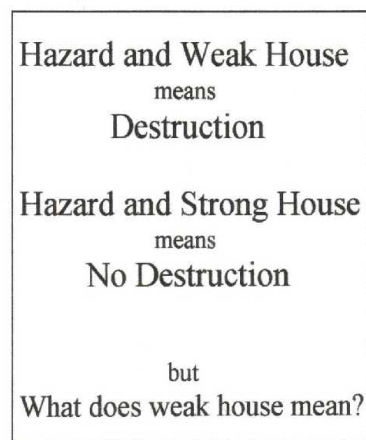 Hazard and Weak House
means
Destruction
Hazard and Strong House
means
No Destruction
but
What does weak house mean?